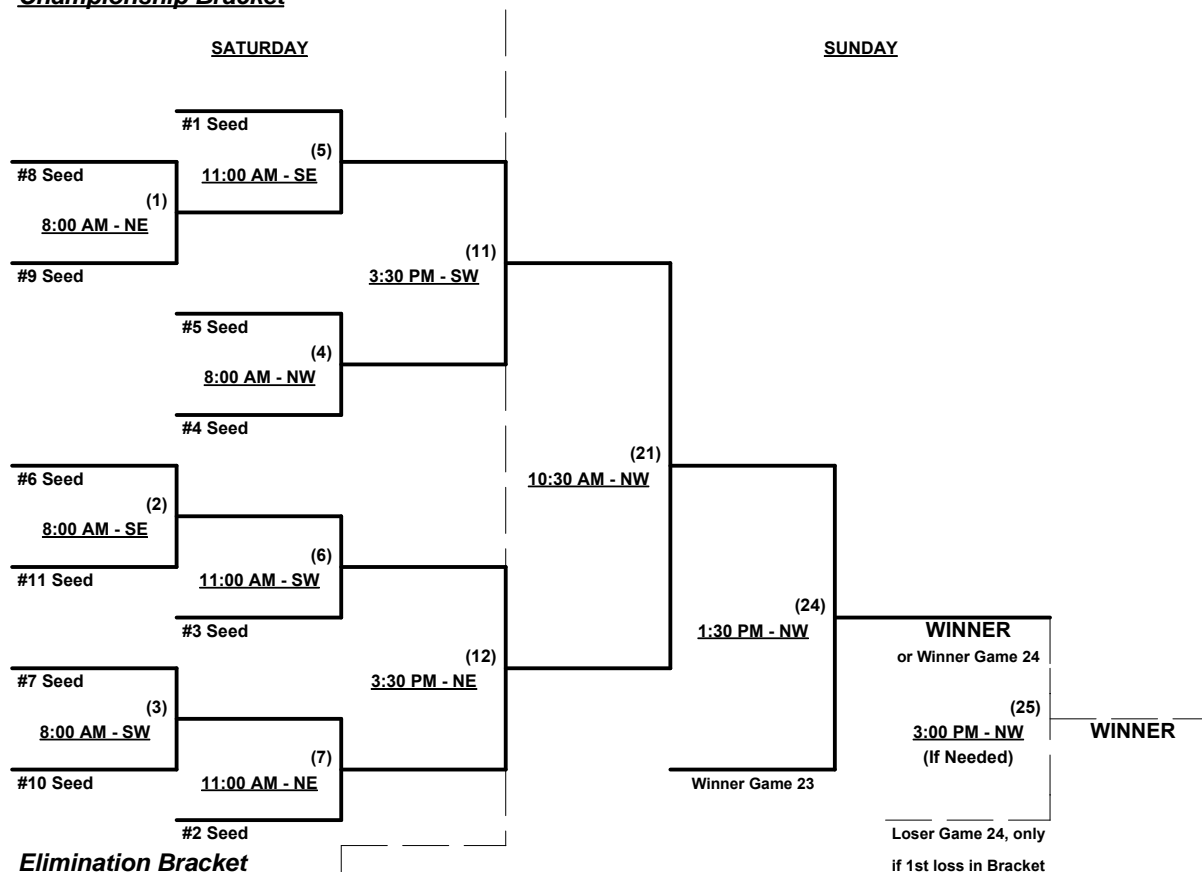 Championship Bracket
SATURDAY
SUNDAY
#1 Seed
(5)
#8 Seed
11:00 AM - SE
(1)
8:00 AM - NE
(11)
#9 Seed
3:30 PM - SW
#5 Seed
(4)
8:00 AM - NW
#4 Seed
(21)
#6 Seed
10:30 AM - NW
(2)
8:00 AM - SE
(6)
#11 Seed
11:00 AM - SW
(24)
#3 Seed
1:30 PM - NW
WINNER
(12)
or Winner Game 24
#7 Seed
3:30 PM - NE
(3)
(25)
8:00 AM - SW
3:00 PM - NW
WINNER
(7)
(If Needed)
#10 Seed
11:00 AM - NE
Winner Game 23
#2 Seed
Loser Game 24, only
Elimination Bracket
if 1st loss in Bracket